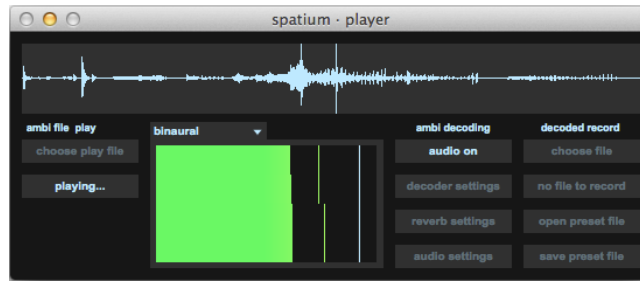 spatium · player
ambi file play
choose play file
playing...
binaural
ambi decoding
audio on
decoder settings
reverb settings
audio settings
decoded record
choose file
no file to record
open preset file
save preset file